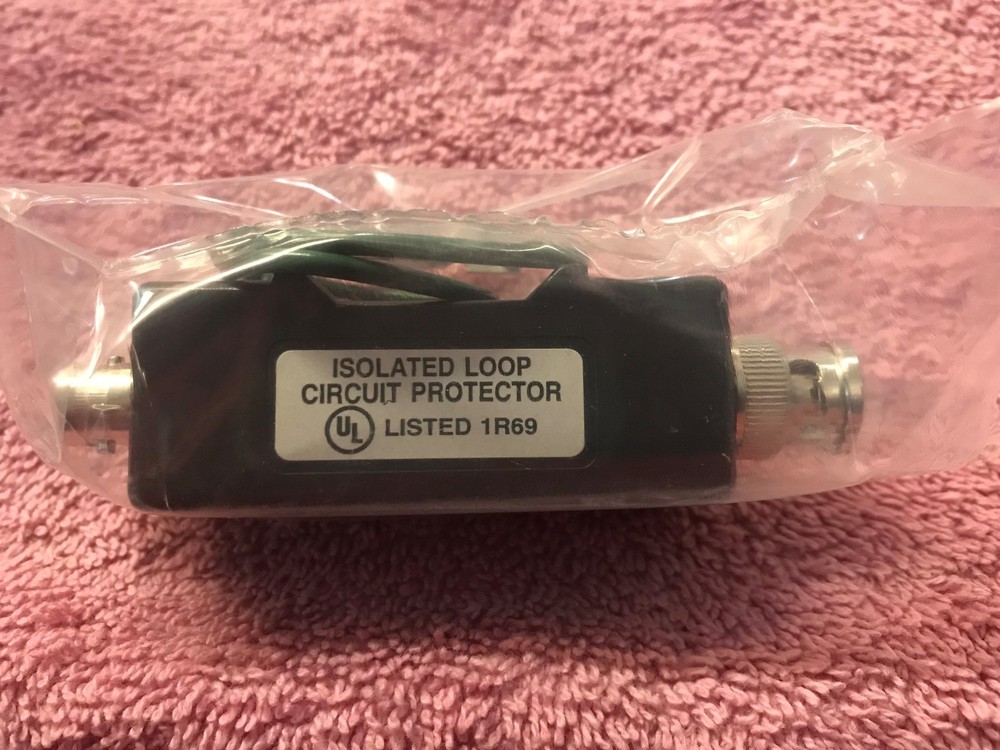 ISOLATED LOOP
CIRCUIT PROTECTOR
UL LISTED 1R69